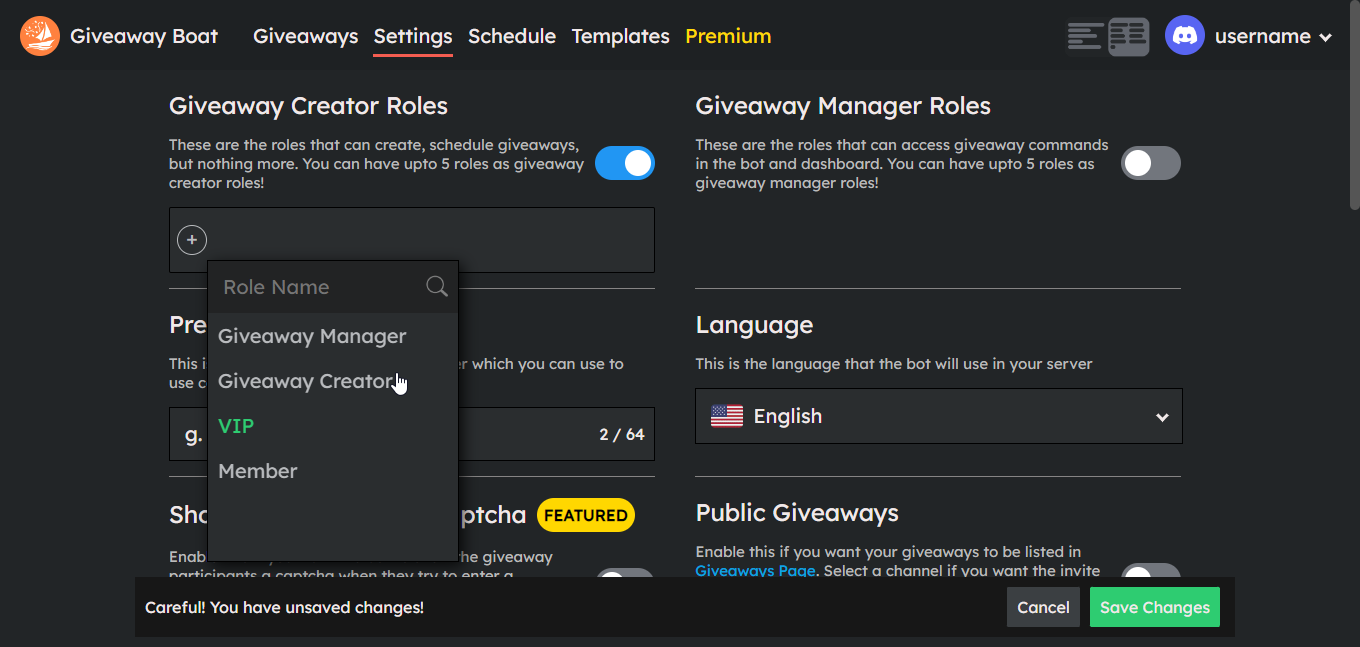 Giveaway Boat
Giveaways
Settings
Schedule
Templates
Premium
username
Giveaway Creator Roles
These are the roles that can create, schedule giveaways,
but nothing more. You can have upto 5 roles as giveaway
creator roles!
Giveaway Manager Roles
These are the roles that can access giveaway commands
in the bot and dashboard. You can have upto 5 roles as
giveaway manager roles!
+
Role Name
Giveaway Manager
Giveaway Creator
VIP
Member
Pre
This i
which you can use to
use c
g.
2 / 64
Language
This is the language that the bot will use in your server
English
Sho
ptcha
FEATURED
Enab
the giveaway
participants a captcha when they try to enter a
Public Giveaways
Enable this if you want your giveaways to be listed in
Giveaways Page. Select a channel if you want the invite
Careful! You have unsaved changes!
Cancel
Save Changes